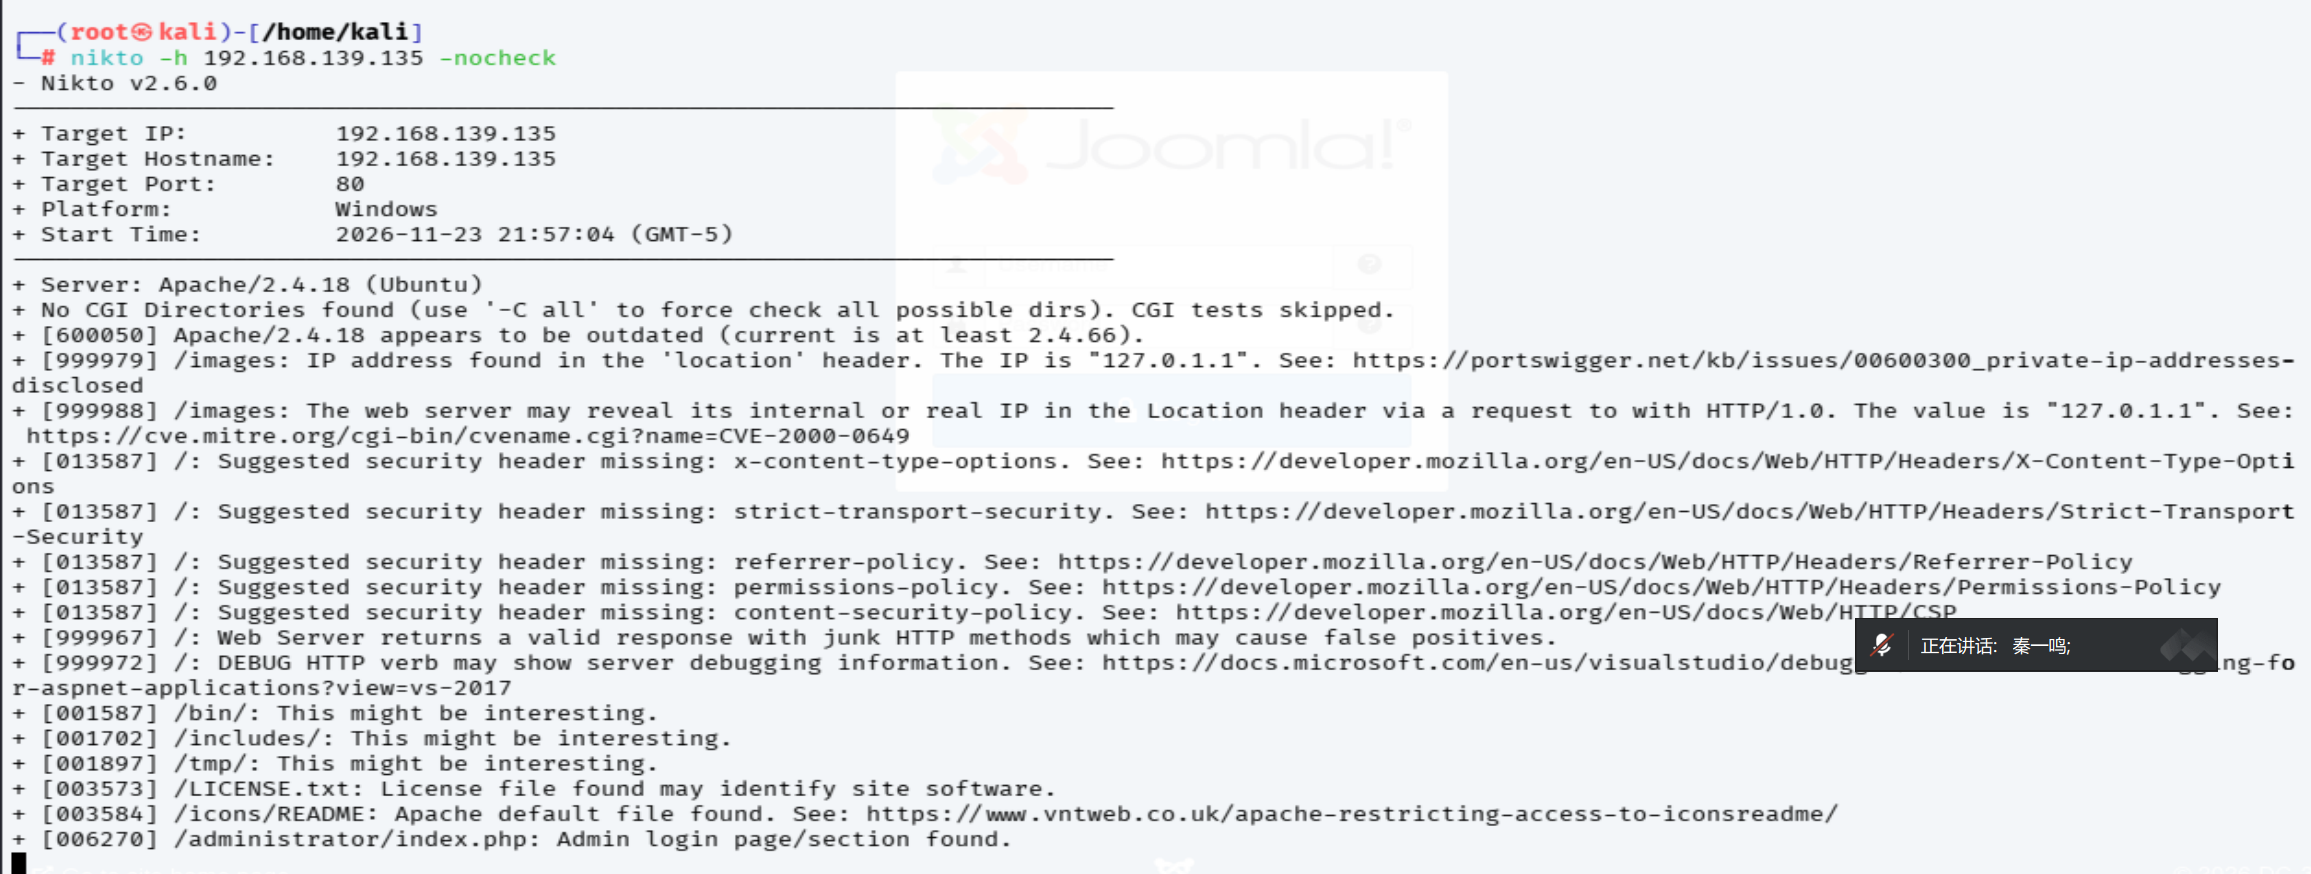 (root㉿kali)-[/home/kali]
# nikto -h 192.168.139.135 -nocheck
- Nikto v2.6.0
+ Target IP: 192.168.139.135
+ Target Hostname: 192.168.139.135
+ Target Port: 80
+ Platform: Windows
+ Start Time: 2026-11-23 21:57:04 (GMT-5)
Joomla!®
+ Server: Apache/2.4.18 (Ubuntu)
+ No CGI Directories found (use '-C all' to force check all possible dirs). CGI tests skipped.
+ [600050] Apache/2.4.18 appears to be outdated (current is at least 2.4.66).
+ [999979] /images: IP address found in the 'location' header. The IP is "127.0.1.1". See: https://portswigger.net/kb/issues/00600300_private-ip-addresses-
disclosed
+ [999988] /images: The web server may reveal its internal or real IP in the Location header via a request to with HTTP/1.0. The value is "127.0.1.1". See:
https://cve.mitre.org/cgi-bin/cvename.cgi?name=CVE-2000-0649
+ [013587] /: Suggested security header missing: x-content-type-options. See: https://developer.mozilla.org/en-US/docs/Web/HTTP/Headers/X-Content-Type-Opti
ons
+ [013587] /: Suggested security header missing: strict-transport-security. See: https://developer.mozilla.org/en-US/docs/Web/HTTP/Headers/Strict-Transport
-Security
+ [013587] /: Suggested security header missing: referrer-policy. See: https://developer.mozilla.org/en-US/docs/Web/HTTP/Headers/Referrer-Policy
+ [013587] /: Suggested security header missing: permissions-policy. See: https://developer.mozilla.org/en-US/docs/Web/HTTP/Headers/Permissions-Policy
+ [013587] /: Suggested security header missing: content-security-policy. See: https://developer.mozilla.org/en-US/docs/Web/HTTP/CSP
+ [999967] /: Web Server returns a valid response with junk HTTP methods which may cause false positives.
正在讲话: 秦一鸣;
+ [999972] /: DEBUG HTTP verb may show server debugging information. See: https://docs.microsoft.com/en-us/visualstudio/debug ng-fo
r-aspnet-applications?view=vs-2017
+ [001587] /bin/: This might be interesting.
+ [001702] /includes/: This might be interesting.
+ [001897] /tmp/: This might be interesting.
+ [003573] /LICENSE.txt: License file found may identify site software.
+ [003584] /icons/README: Apache default file found. See: https://www.vntweb.co.uk/apache-restricting-access-to-iconsreadme/
+ [006270] /administrator/index.php: Admin login page/section found.